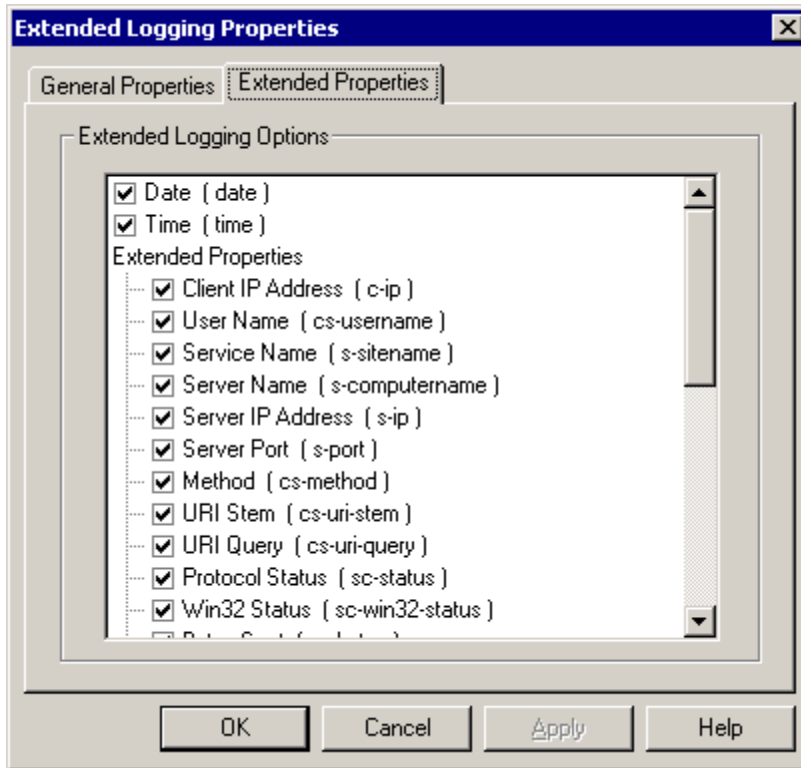 Extended Logging Properties
General Properties
Extended Properties
Extended Logging Options
Date ( date )
Time ( time )
Extended Properties
Client IP Address ( c-ip )
User Name ( cs-username )
Service Name ( s-sitename )
Server Name ( s-computername )
Server IP Address ( s-ip )
Server Port ( s-port )
Method ( cs-method )
URI Stem ( cs-uri-stem )
URI Query ( cs-uri-query )
Protocol Status ( sc-status )
Win32 Status ( sc-win32-status )
OK
Cancel
Apply
Help